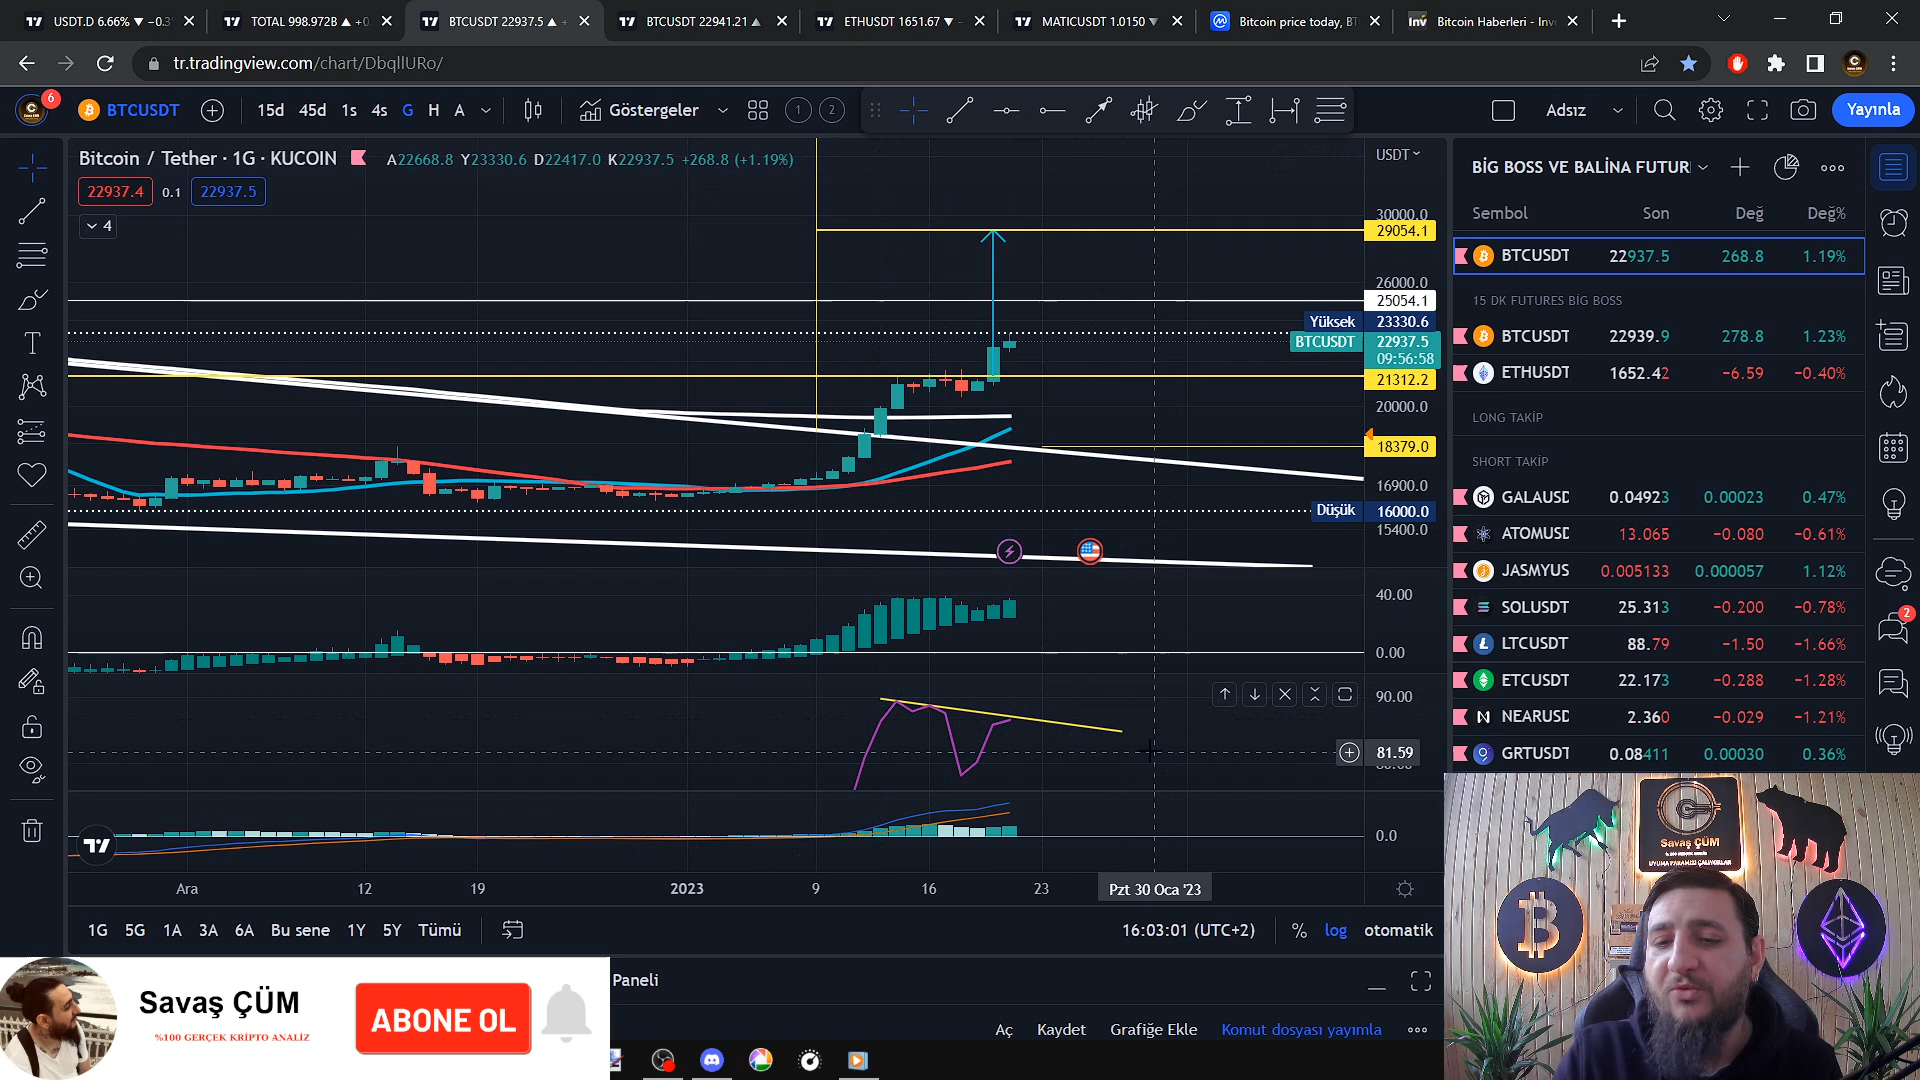 USDT.D 6.66% ▼ −0.3
TOTAL 998.972B ▲ +0.
BTCUSDT 22937.5 ▲ +
BTCUSDT 22941.21 ▲
ETHUSDT 1651.67 ▼ −
MATICUSDT 1.0150 ▼
Bitcoin price today, BT
Bitcoin Haberleri - Inve
tr.tradingview.com/chart/DbqllURo/
6
BTCUSDT
15d 45d 1s 4s G H A
Göstergeler
1 2
Adsız
Yayınla
Bitcoin / Tether · 1G · KUCOIN
A22668.8 Y23330.6 D22417.0 K22937.5 +268.8 (+1.19%)
22937.4 0.1 22937.5
4
USDT
30000.0
29054.1
26000.0
25054.1
Yüksek 23330.6
BTCUSDT 22937.5
09:56:58
21312.2
20000.0
18379.0
16900.0
Düşük 16000.0
15400.0
40.00
0.00
90.00
81.59
0.0
Ara 12 19 2023 9 16 23 Pzt 30 Oca '23
1G 5G 1A 3A 6A Bu sene 1Y 5Y Tümü
16:03:01 (UTC+2) % log otomatik
BİG BOSS VE BALİNA FUTURI
Sembol Son Değ Değ%
BTCUSDT 22937.5 268.8 1.19%
15 DK FUTURES BİG BOSS
BTCUSDT 22939.9 278.8 1.23%
ETHUSDT 1652.42 −6.59 −0.40%
LONG TAKİP
SHORT TAKİP
GALAUSD 0.04923 0.00023 0.47%
ATOMUSD 13.065 −0.080 −0.61%
JASMYUS 0.005133 0.000057 1.12%
SOLUSDT 25.313 −0.200 −0.78%
LTCUSDT 88.79 −1.50 −1.66%
ETCUSDT 22.173 −0.288 −1.28%
NEARUSD 2.360 −0.029 −1.21%
GRTUSDT 0.08411 0.00030 0.36%
2
Paneli
Aç Kaydet Grafiğe Ekle Komut dosyası yayımla
Savaş ÇÜM
%100 GERÇEK KRİPTO ANALİZ
ABONE OL
Savaş ÇÜM
UYUMA PARAMIZI ÇALIYORLAR